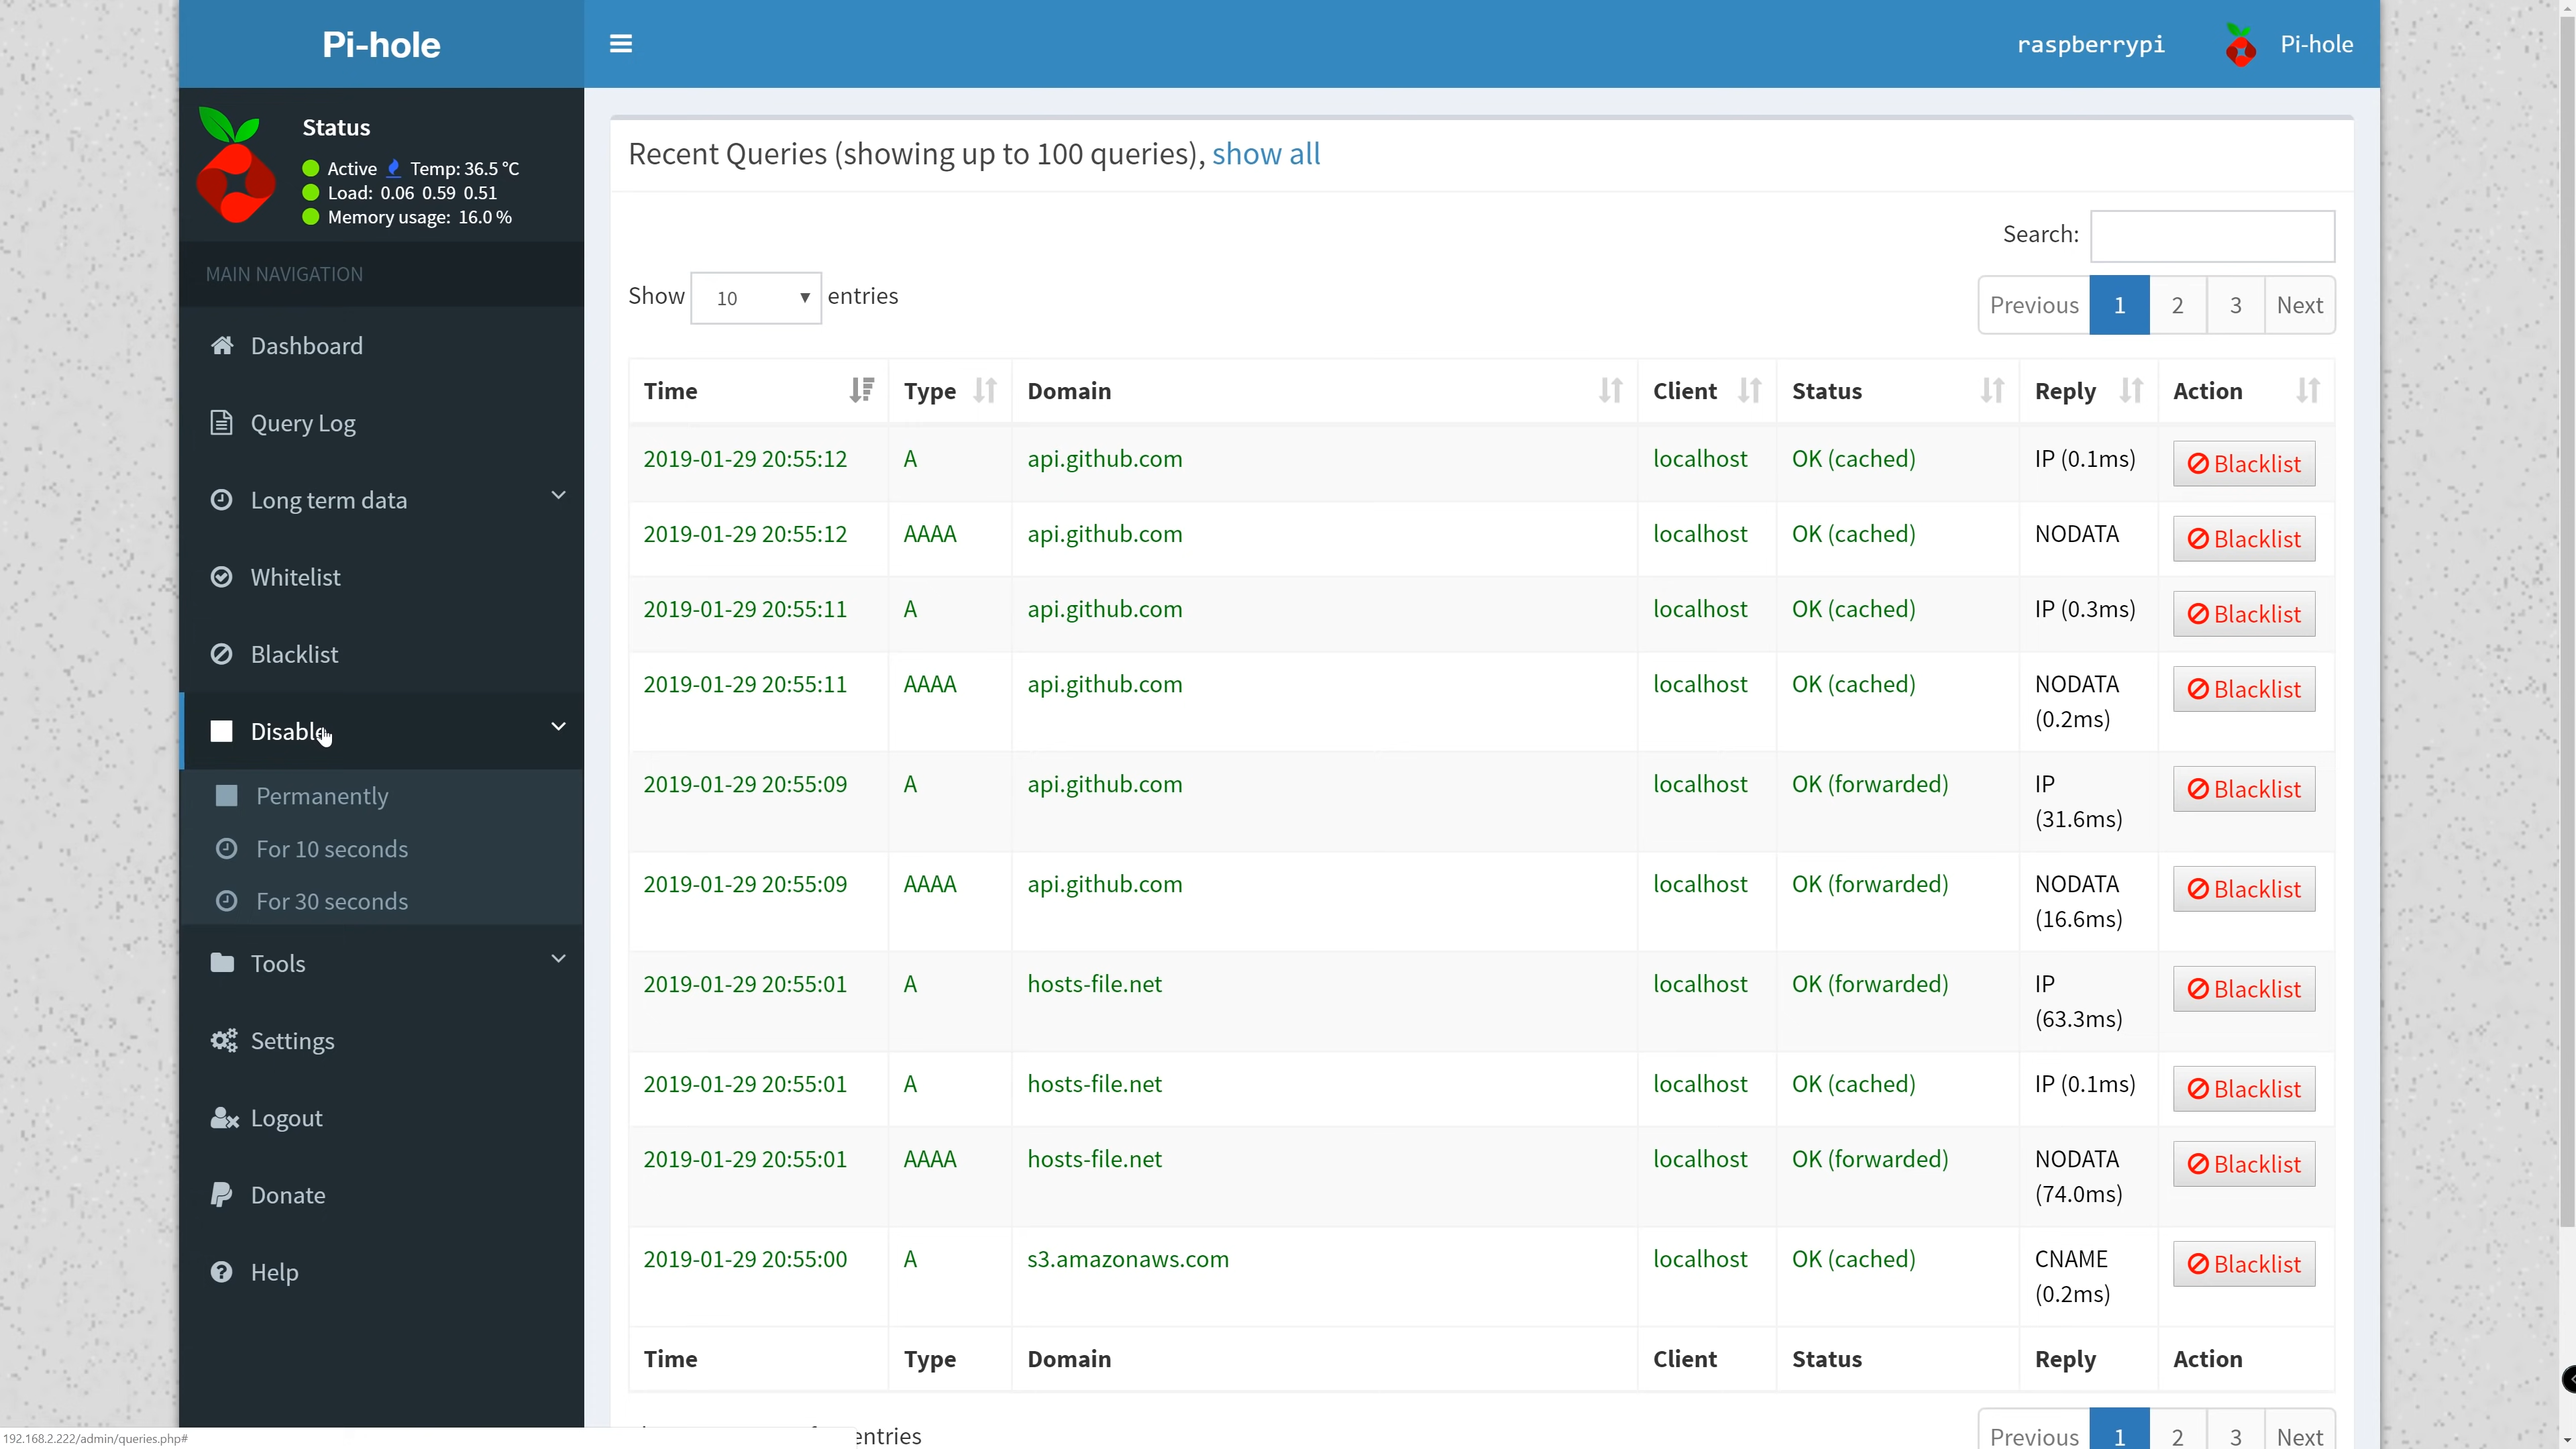 Pi-hole
raspberrypi
Pi-hole
Status
Active Temp: 36.5 °C
Load: 0.06 0.59 0.51
Memory usage: 16.0 %
MAIN NAVIGATION
Dashboard
Query Log
Long term data
Whitelist
Blacklist
Disable
Permanently
For 10 seconds
For 30 seconds
Tools
Settings
Logout
Donate
Help
Recent Queries (showing up to 100 queries), show all
Search:
Show 10 entries
Previous 1 2 3 Next
Time Type Domain Client Status Reply Action
2019-01-29 20:55:12 A api.github.com localhost OK (cached) IP (0.1ms) Blacklist
2019-01-29 20:55:12 AAAA api.github.com localhost OK (cached) NODATA Blacklist
2019-01-29 20:55:11 A api.github.com localhost OK (cached) IP (0.3ms) Blacklist
2019-01-29 20:55:11 AAAA api.github.com localhost OK (cached) NODATA Blacklist
(0.2ms)
2019-01-29 20:55:09 A api.github.com localhost OK (forwarded) IP Blacklist
(31.6ms)
2019-01-29 20:55:09 AAAA api.github.com localhost OK (forwarded) NODATA Blacklist
(16.6ms)
2019-01-29 20:55:01 A hosts-file.net localhost OK (forwarded) IP Blacklist
(63.3ms)
2019-01-29 20:55:01 A hosts-file.net localhost OK (cached) IP (0.1ms) Blacklist
2019-01-29 20:55:01 AAAA hosts-file.net localhost OK (forwarded) NODATA Blacklist
(74.0ms)
2019-01-29 20:55:00 A s3.amazonaws.com localhost OK (cached) CNAME Blacklist
(0.2ms)
Time Type Domain Client Status Reply Action
entries
Previous 1 2 3 Next
192.168.2.222/admin/queries.php#